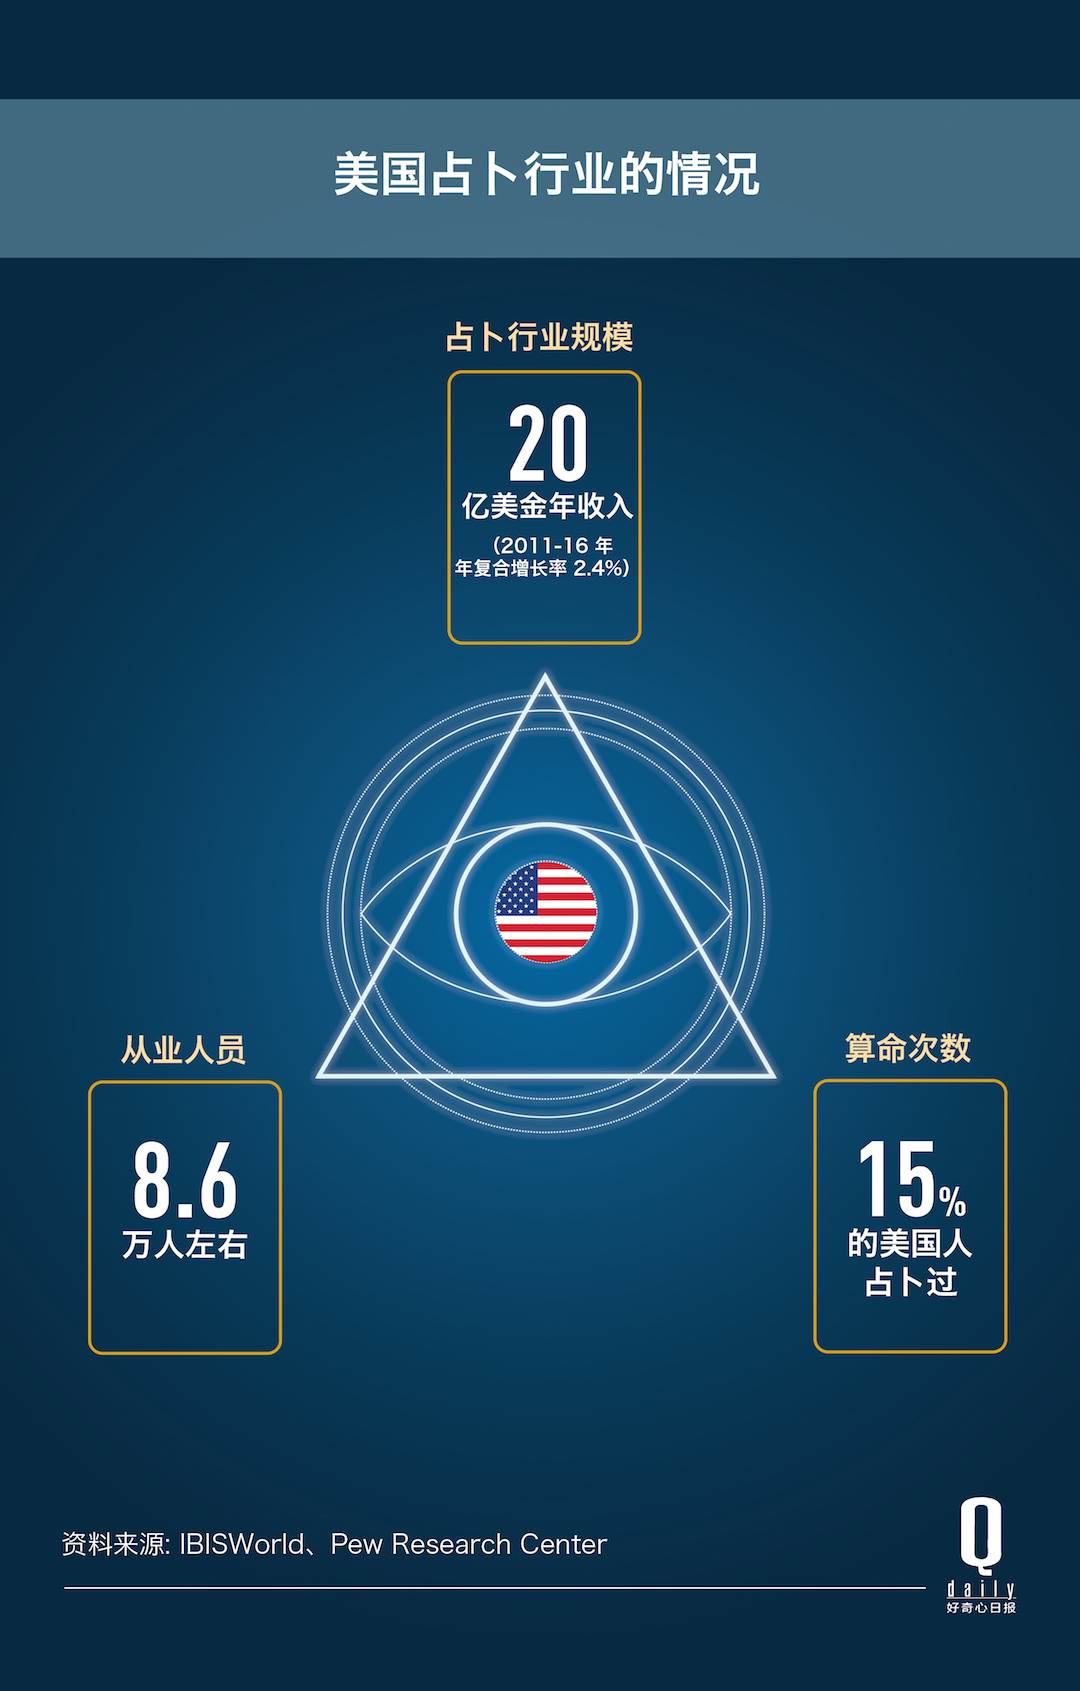 美国占卜行业的情况
占卜行业规模
20
亿美金年收入
（2011-16 年
年复合增长率 2.4%）
从业人员
8.6
万人左右
算命次数
15%
的美国人
占卜过
资料来源: IBISWorld、Pew Research Center
Q
daily
好奇心日报